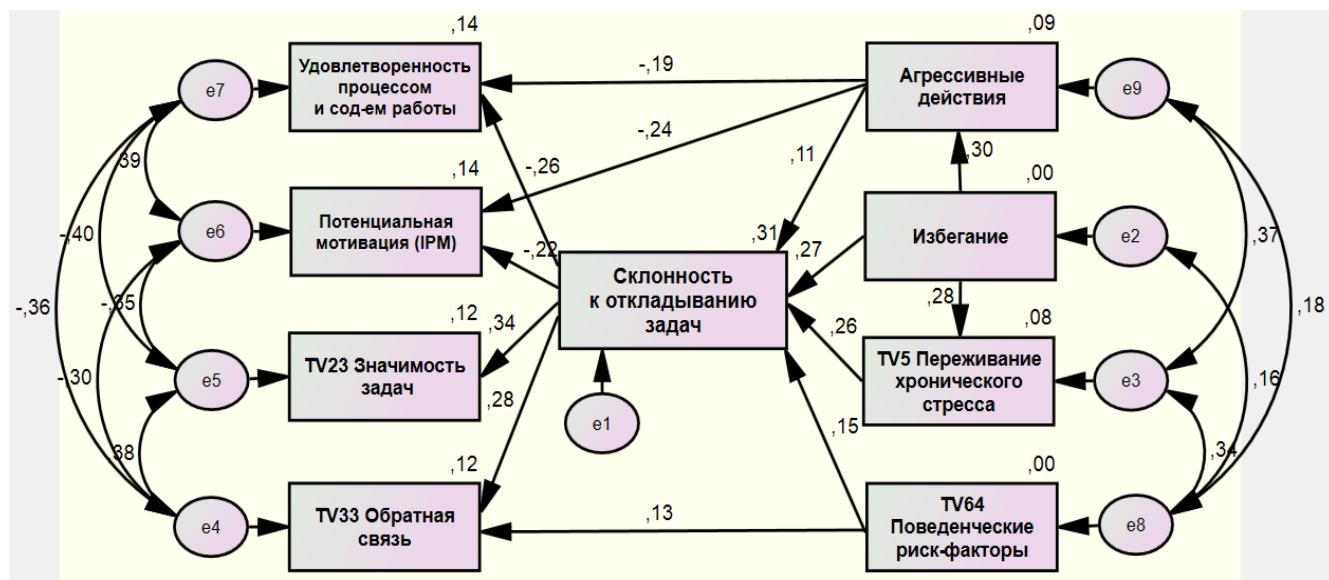 ,14
Удовлетворенность
процессом
и сод-ем работы
e7
-,19
,09
Агрессивные
действия
e9
,39
-,24
,30
,11
-,26
,14
Потенциальная
мотивация (IPM)
e6
,00
Избегание
e2
-,40
-,22
,31
Склонность
к откладыванию
задач
,27
,37
,28
-,36
-,35
,18
,12
TV23 Значимость
задач
e5
,34
,26
,08
TV5 Переживание
хронического
стресса
e3
-,30
,16
,28
e1
,15
,38
,34
,12
TV33 Обратная
связь
e4
,13
,00
TV64
Поведенческие
риск-факторы
e8